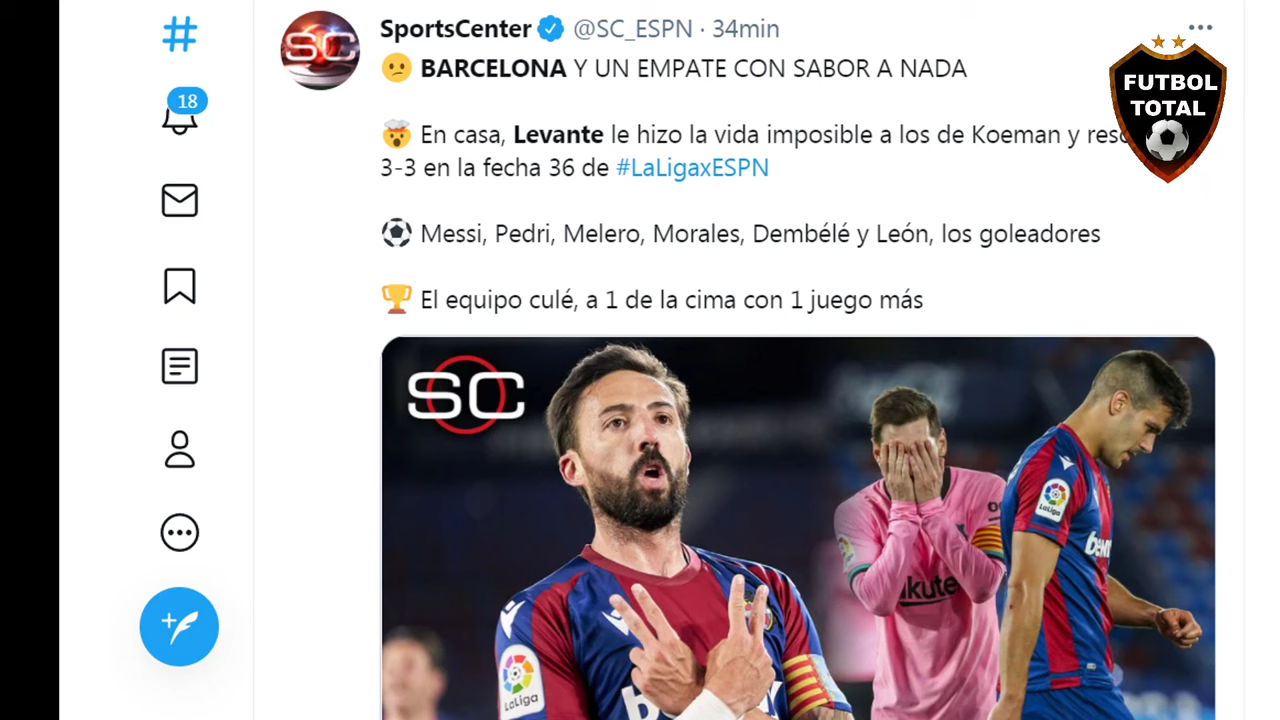 #
18
SC
SportsCenter @SC_ESPN · 34min
BARCELONA Y UN EMPATE CON SABOR A NADA
En casa, Levante le hizo la vida imposible a los de Koeman y
3-3 en la fecha 36 de #LaLigaxESPN
Messi, Pedri, Melero, Morales, Dembélé y León, los goleadores
El equipo culé, a 1 de la cima con 1 juego más
FUTBOL
TOTAL
SC
LaLiga
LaLiga